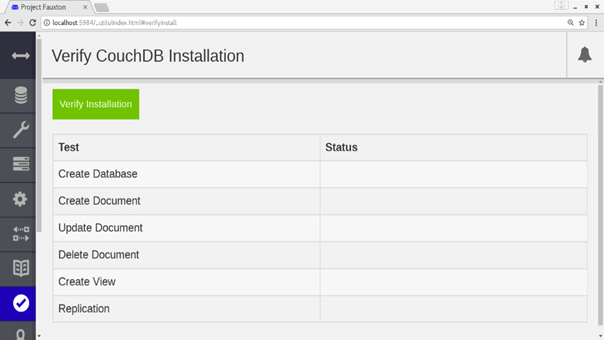 Project Fauxton
localhost:5984/_utils/index.html#verifyinstall
Verify CouchDB Installation
Verify Installation
Test Status
Create Database
Create Document
Update Document
Delete Document
Create View
Replication